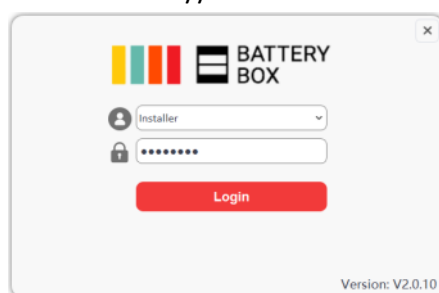 BATTERY
BOX
Installer
••••••••
Login
Version: V2.0.10